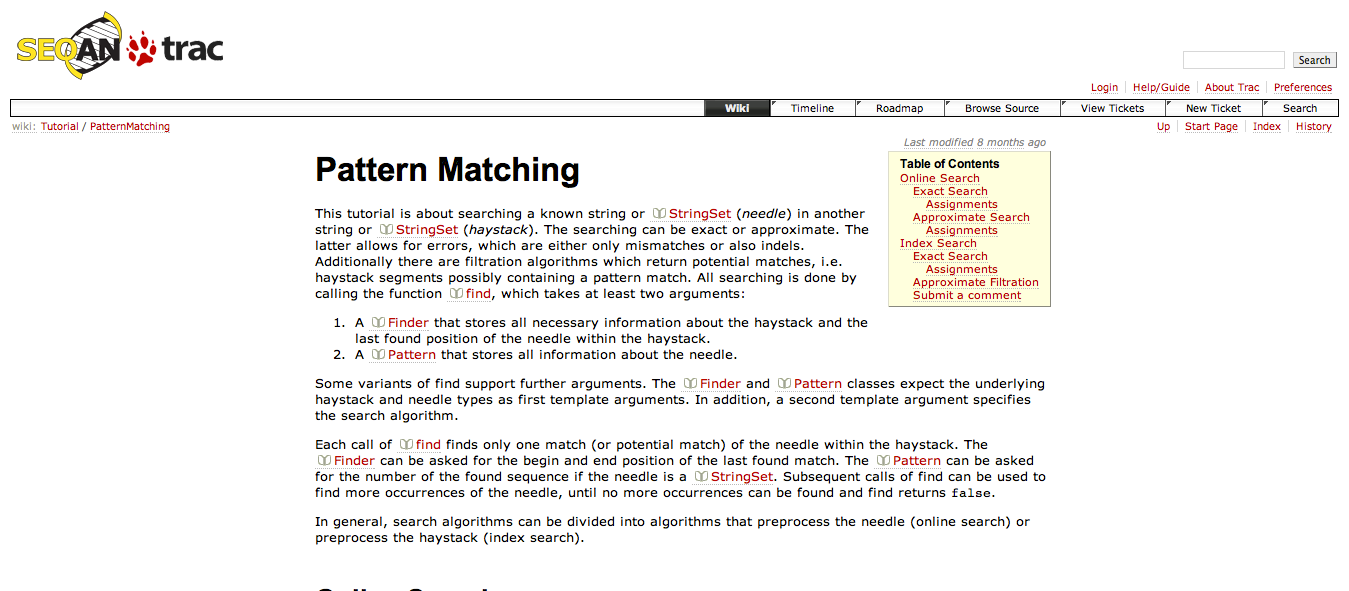 SEQAN trac
Search
Login Help/Guide About Trac Preferences
Wiki Timeline Roadmap Browse Source View Tickets New Ticket Search
wiki: Tutorial / PatternMatching
Up Start Page Index History
Last modified 8 months ago
Pattern Matching
Table of Contents
Online Search
Exact Search
Assignments
Approximate Search
Assignments
Index Search
Exact Search
Assignments
Approximate Filtration
Submit a comment
This tutorial is about searching a known string or StringSet (needle) in another
string or StringSet (haystack). The searching can be exact or approximate. The
latter allows for errors, which are either only mismatches or also indels.
Additionally there are filtration algorithms which return potential matches, i.e.
haystack segments possibly containing a pattern match. All searching is done by
calling the function find, which takes at least two arguments:
1. A Finder that stores all necessary information about the haystack and the
last found position of the needle within the haystack.
2. A Pattern that stores all information about the needle.
Some variants of find support further arguments. The Finder and Pattern classes expect the underlying
haystack and needle types as first template arguments. In addition, a second template argument specifies
the search algorithm.
Each call of find finds only one match (or potential match) of the needle within the haystack. The
Finder can be asked for the begin and end position of the last found match. The Pattern can be asked
for the number of the found sequence if the needle is a StringSet. Subsequent calls of find can be used to
find more occurrences of the needle, until no more occurrences can be found and find returns false.
In general, search algorithms can be divided into algorithms that preprocess the needle (online search) or
preprocess the haystack (index search).